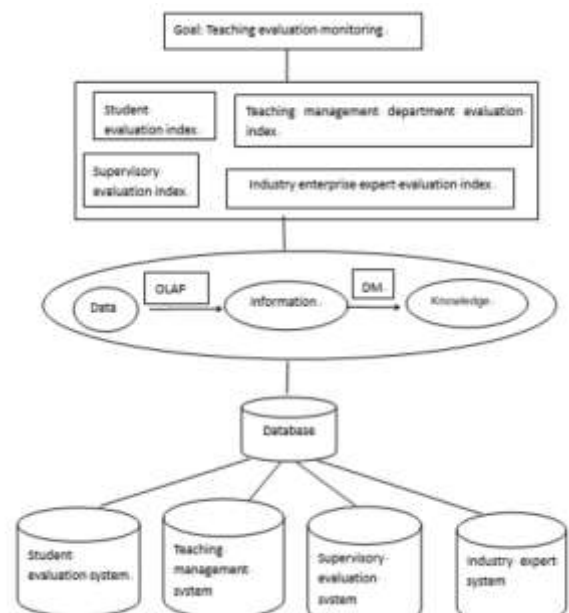 Goal: Teaching evaluation monitoring.
Student
evaluation index.
Teaching management department evaluation
index
Supervisory
evaluation index.
Industry enterprise expert evaluation index.
OLAP
DM.
Data
Information.
Knowledge.
Database
Student
evaluation system.
Teaching
management
system
Supervisory
evaluation
system
Industry expert
system